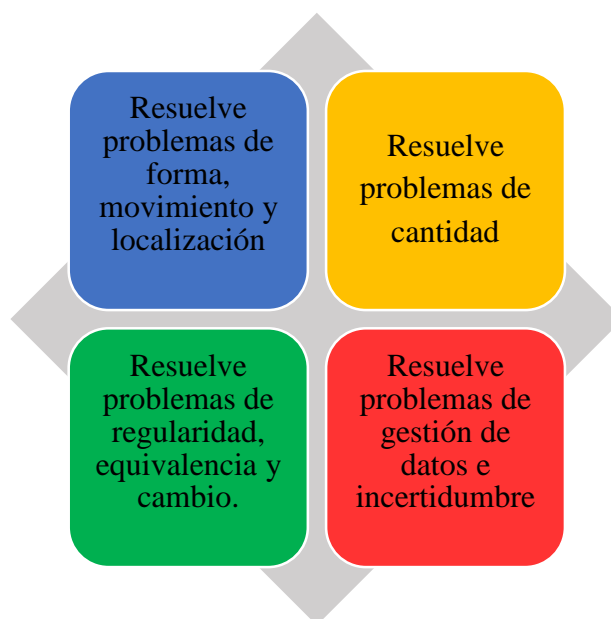 Resuelve
problemas de
forma,
movimiento y
localización
Resuelve
problemas de
cantidad
Resuelve
problemas de
regularidad,
equivalencia y
cambio.
Resuelve
problemas de
gestión de
datos e
incertidumbre